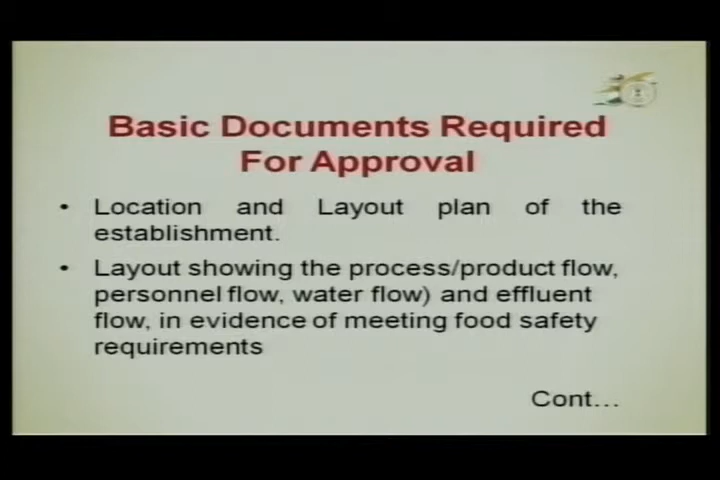 Basic Documents Required
For Approval
• Location and Layout plan of the
establishment.
• Layout showing the process/product flow,
personnel flow, water flow) and effluent
flow, in evidence of meeting food safety
requirements
Cont...